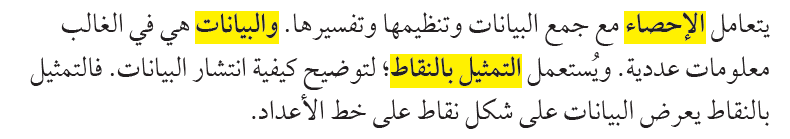 يتعامل الإحصاء مع جمع البيانات وتنظيمها وتفسيرها. والبيانات هي في الغالب
معلومات عددية. ويُستعمل التمثيل بالنقاط؛ لتوضيح كيفية انتشار البيانات. فالتمثيل
بالنقاط يعرض البيانات على شكل نقاط على خط الأعداد.